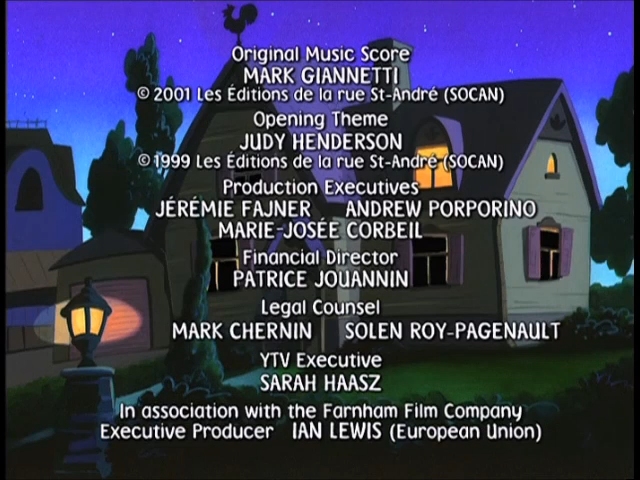 Original Music Score
MARK GIANNETTI
© 2001 Les Éditions de la rue St-André (SOCAN)
Opening Theme
JUDY HENDERSON
© 1999 Les Éditions de la rue St-André (SOCAN)
Production Executives
JÉRÉMIE FAJNER ANDREW PORPORINO
MARIE-JOSÉE CORBEIL
Financial Director
PATRICE JOUANNIN
Legal Counsel
MARK CHERNIN SOLEN ROY-PAGENAULT
YTV Executive
SARAH HAASZ
In association with the Farnham Film Company
Executive Producer IAN LEWIS (European Union)